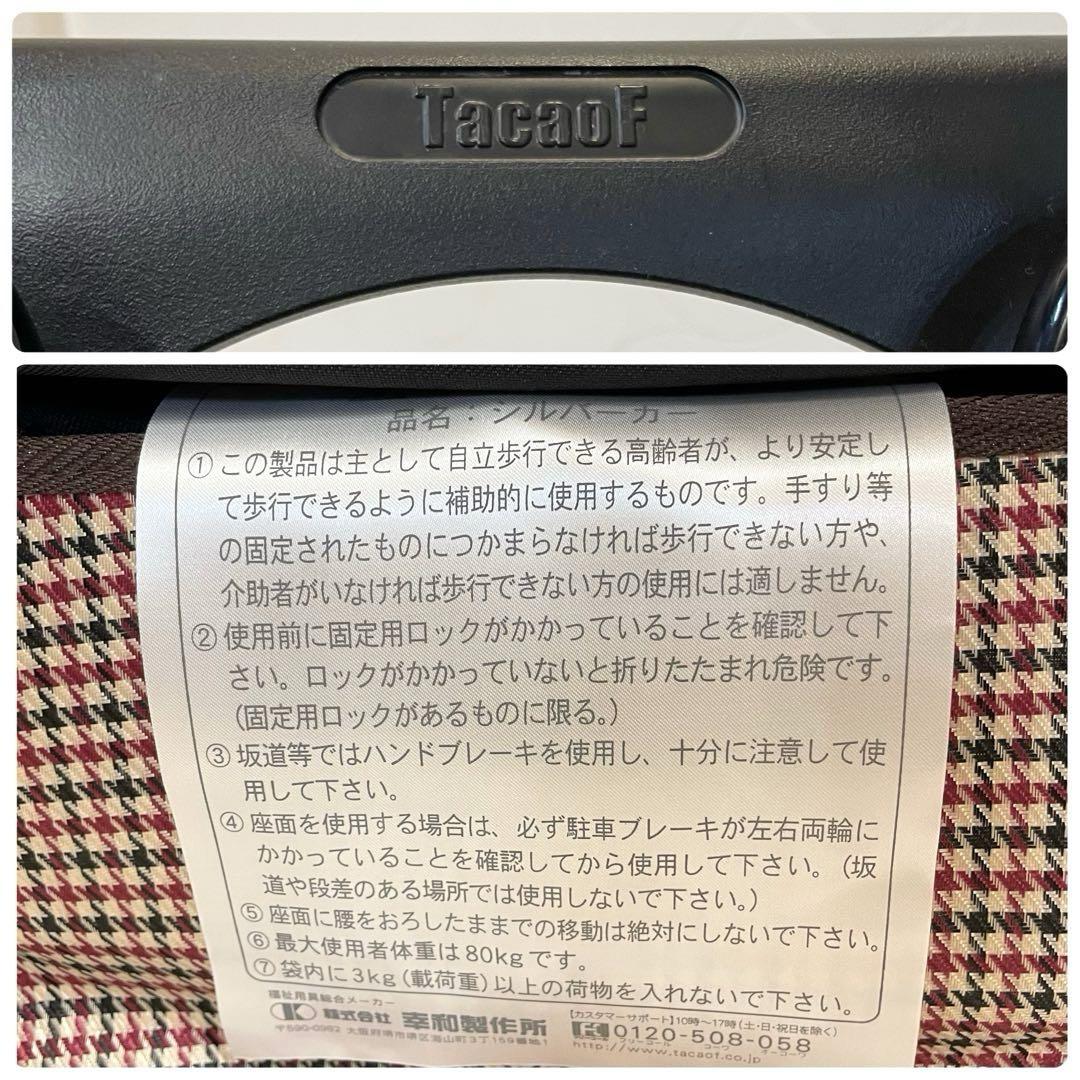 TacaoF
品名：シルバーカー
① この製品は主として自立歩行できる高齢者が、より安定し
て歩行できるように補助的に使用するものです。手すり等
の固定されたものにつかまらなければ歩行できない方や、
介助者がいなければ歩行できない方の使用には適しません。
② 使用前に固定用ロックがかかっていることを確認して下
さい。ロックがかかっていないと折りたたまれ危険です。
（固定用ロックがあるものに限る。）
③ 坂道等ではハンドブレーキを使用し、十分に注意して使
用して下さい。
④ 座面を使用する場合は、必ず駐車ブレーキが左右両輪に
かかっていることを確認してから使用して下さい。（坂
道や段差のある場所では使用しないで下さい。）
⑤ 座面に腰をおろしたままでの移動は絶対にしないで下さい。
⑥ 最大使用者体重は80kgです。
⑦ 袋内に3kg（載荷重）以上の荷物を入れないで下さい。
福祉用具総合メーカー
株式会社 幸和製作所
〒590-0982 大阪府堺市堺区海山町3丁159番地1
【カスタマーサポート】10時～17時（土・日・祝日を除く）
0120-508-058
フリーコール コーワ オーコーワ
http://www.tacaof.co.jp/